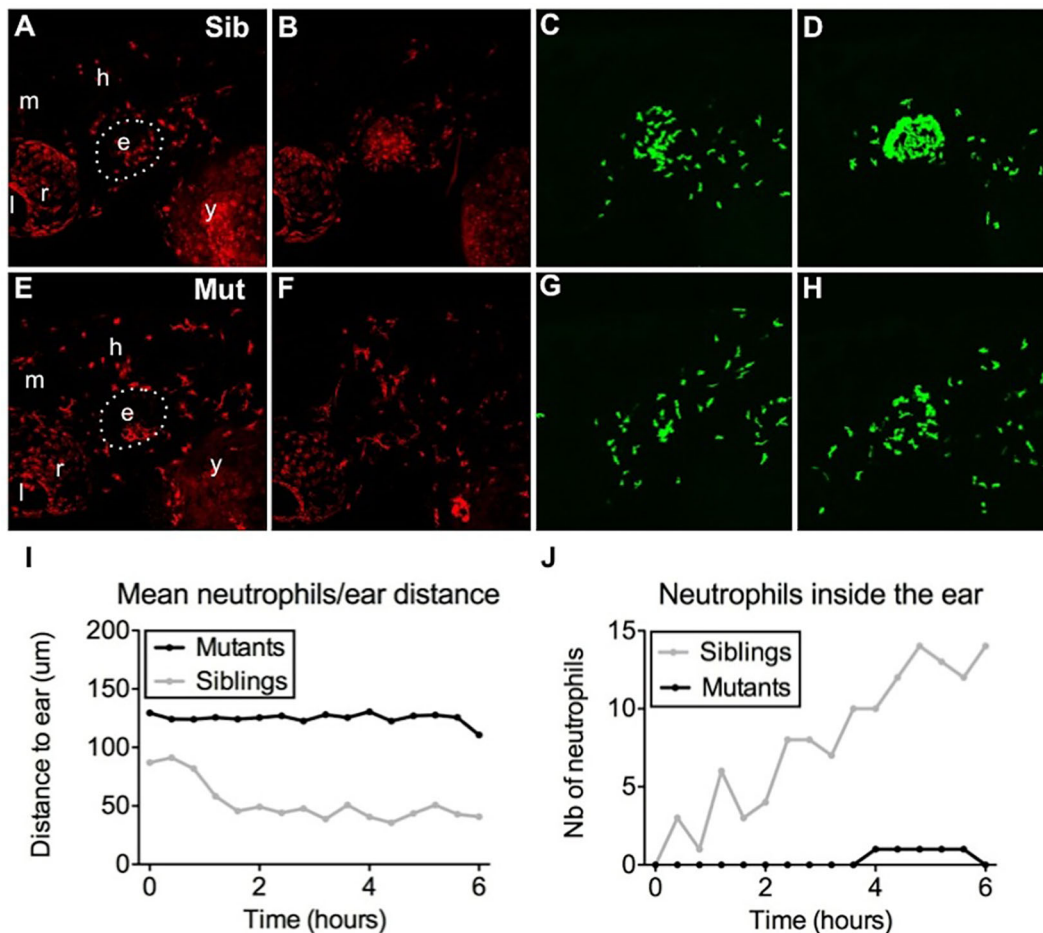 A Sib B C D
h
m
e
r
l
y
E Mut F G H
h
m
e
r
l
y
I J
Mean neutrophils/ear distance
Distance to ear (um)
200
150
100
50
0
Mutants
Siblings
0 2 4 6
Time (hours)
Neutrophils inside the ear
Nb of neutrophils
15
10
5
0
Siblings
Mutants
0 2 4 6
Time (hours)